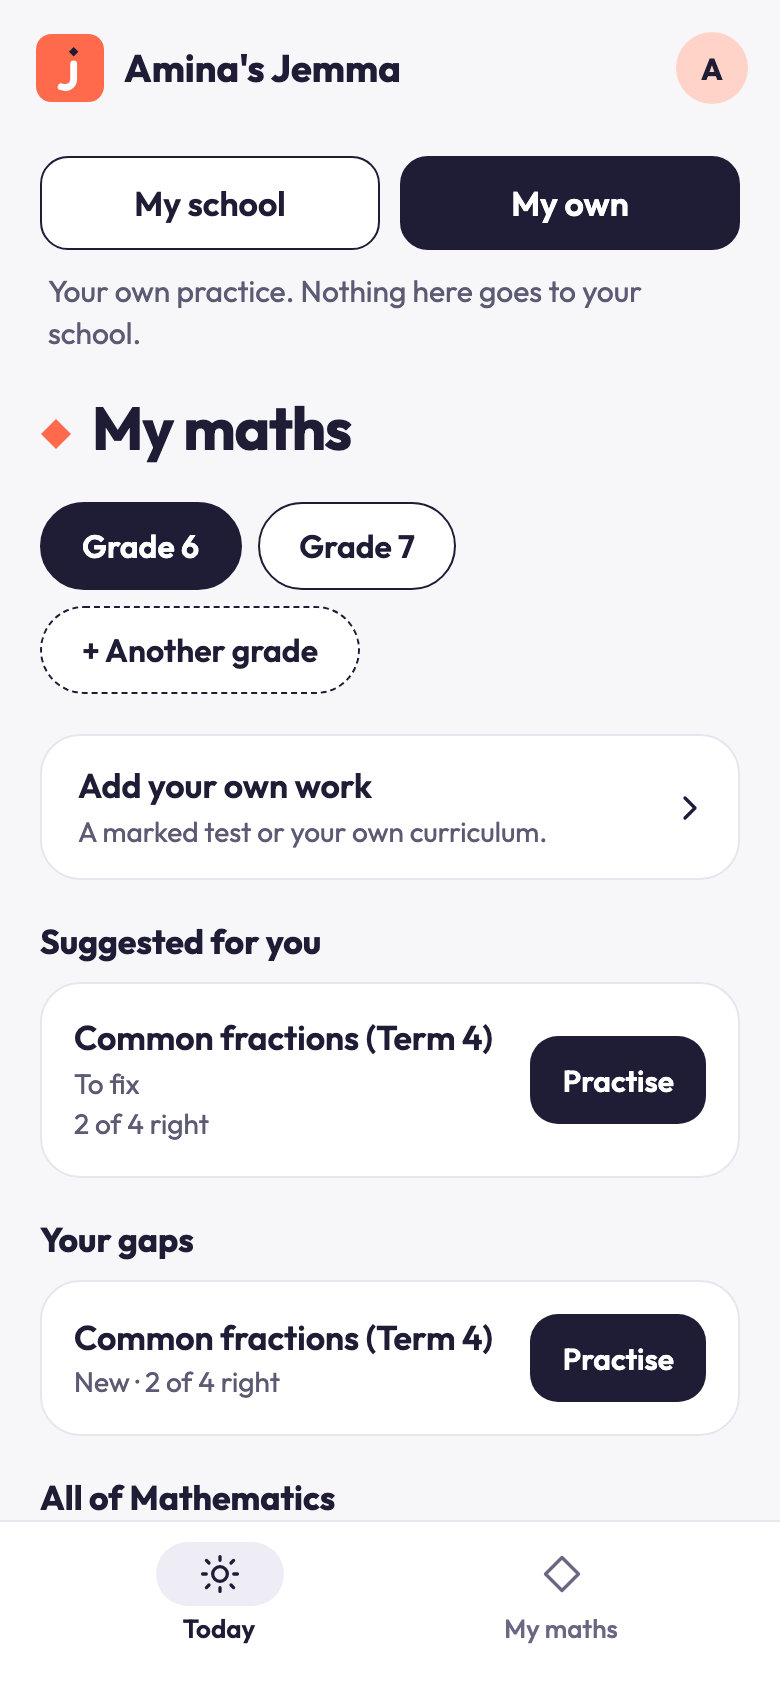 j
Amina's Jemma
A
My school
My own
Your own practice. Nothing here goes to your
school.
My maths
Grade 6
Grade 7
+ Another grade
Add your own work
A marked test or your own curriculum.
Suggested for you
Common fractions (Term 4)
To fix
2 of 4 right
Practise
Your gaps
Common fractions (Term 4)
New · 2 of 4 right
Practise
All of Mathematics
Today
My maths